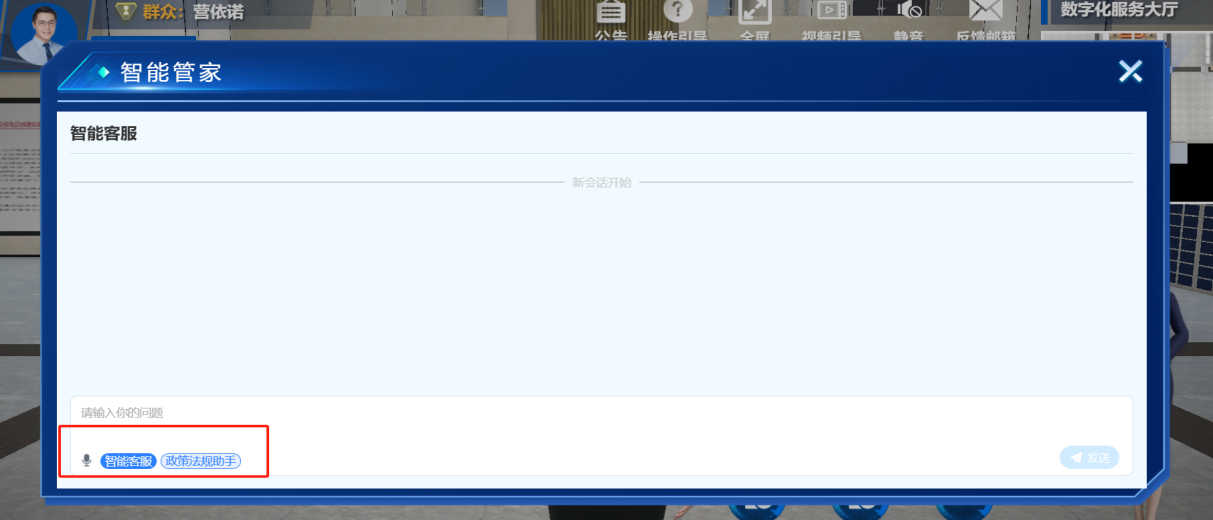 群众: 营依诺
数字化服务大厅
公告 操作引导 全屏 视频引导 静音 反馈邮箱
智能管家
智能客服
新会话开始
请输入你的问题
智能客服 政策法规助手
发送